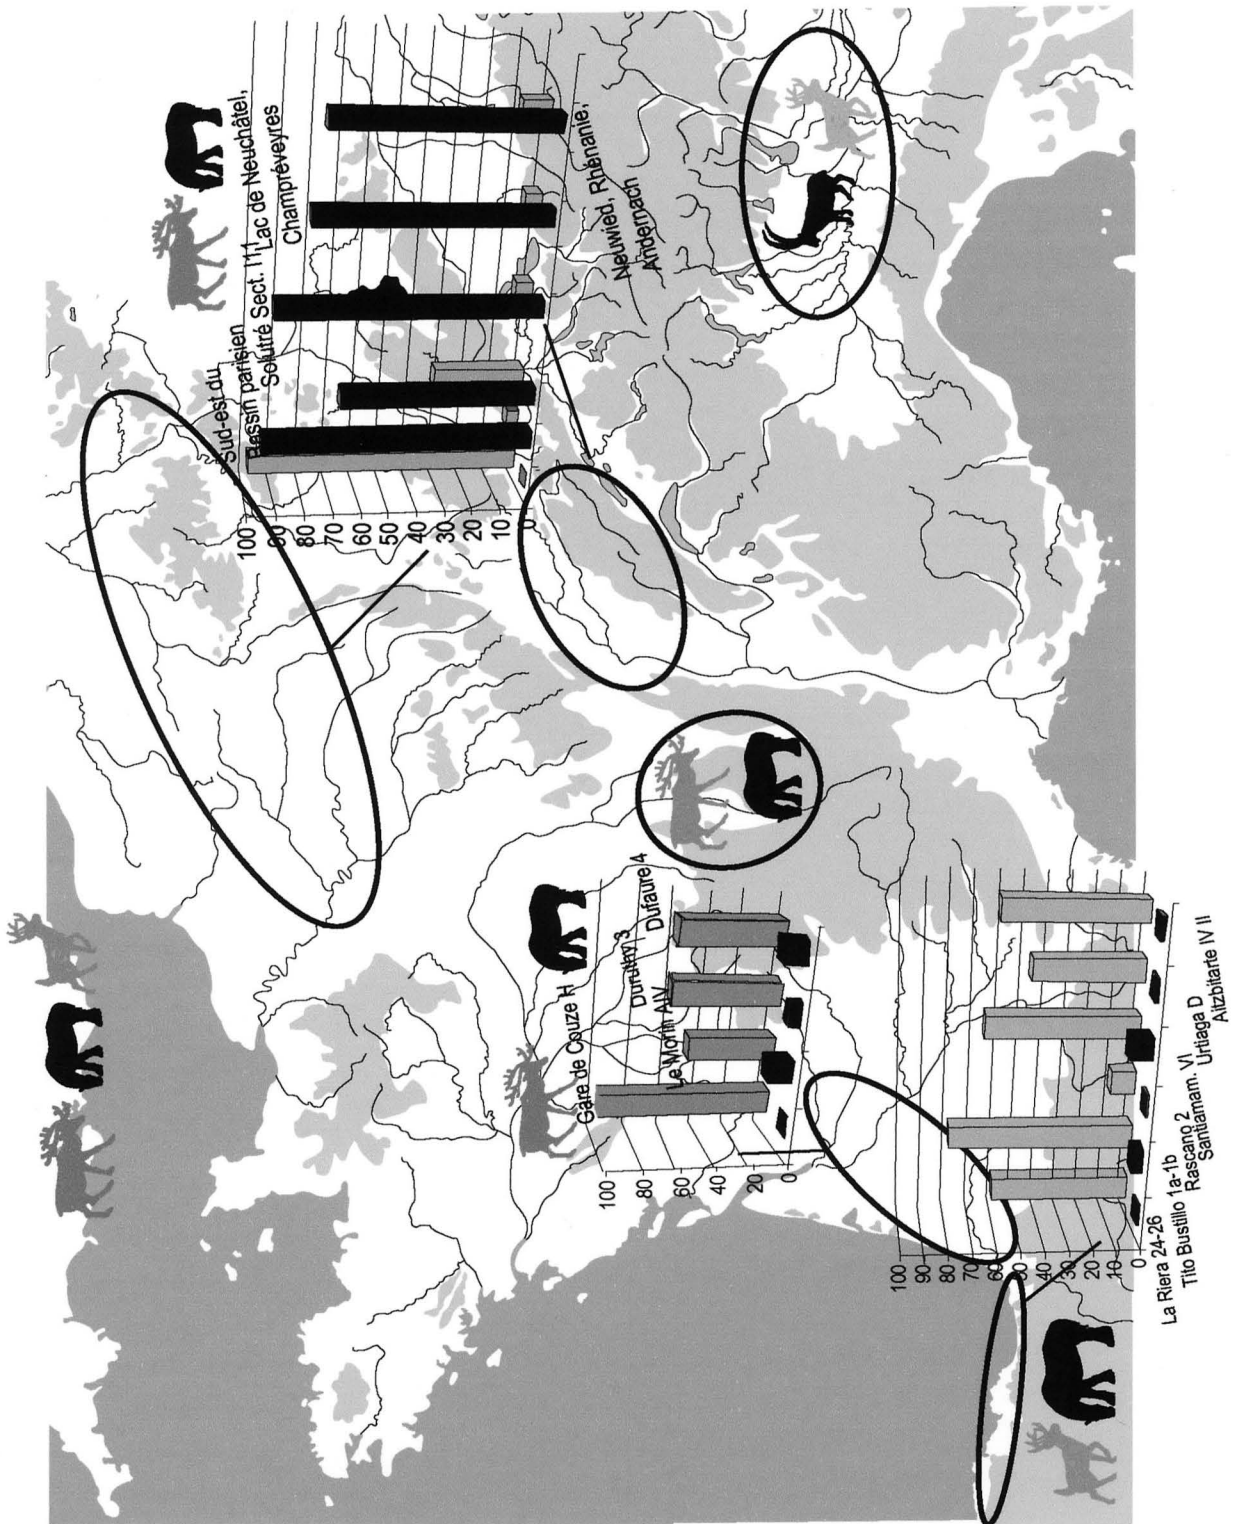 Sud-est du
Bassin parisien
Solutré Sect. I11
Lac de Neuchâtel,
Champréveyres
Neuwied, Rhénanie,
Andernach
100
90
80
70
60
50
40
30
20
10
0
Gare de Couze H
Le Morin AIV
Duruthy 3
Dufaure 4
100
80
60
40
20
0
100
90
80
70
60
50
40
30
20
10
0
La Riera 24-26
Tito Bustillo 1a-1b
Rascano 2
Santiamam. VI
Urtiaga D
Aitzbitarte IV II